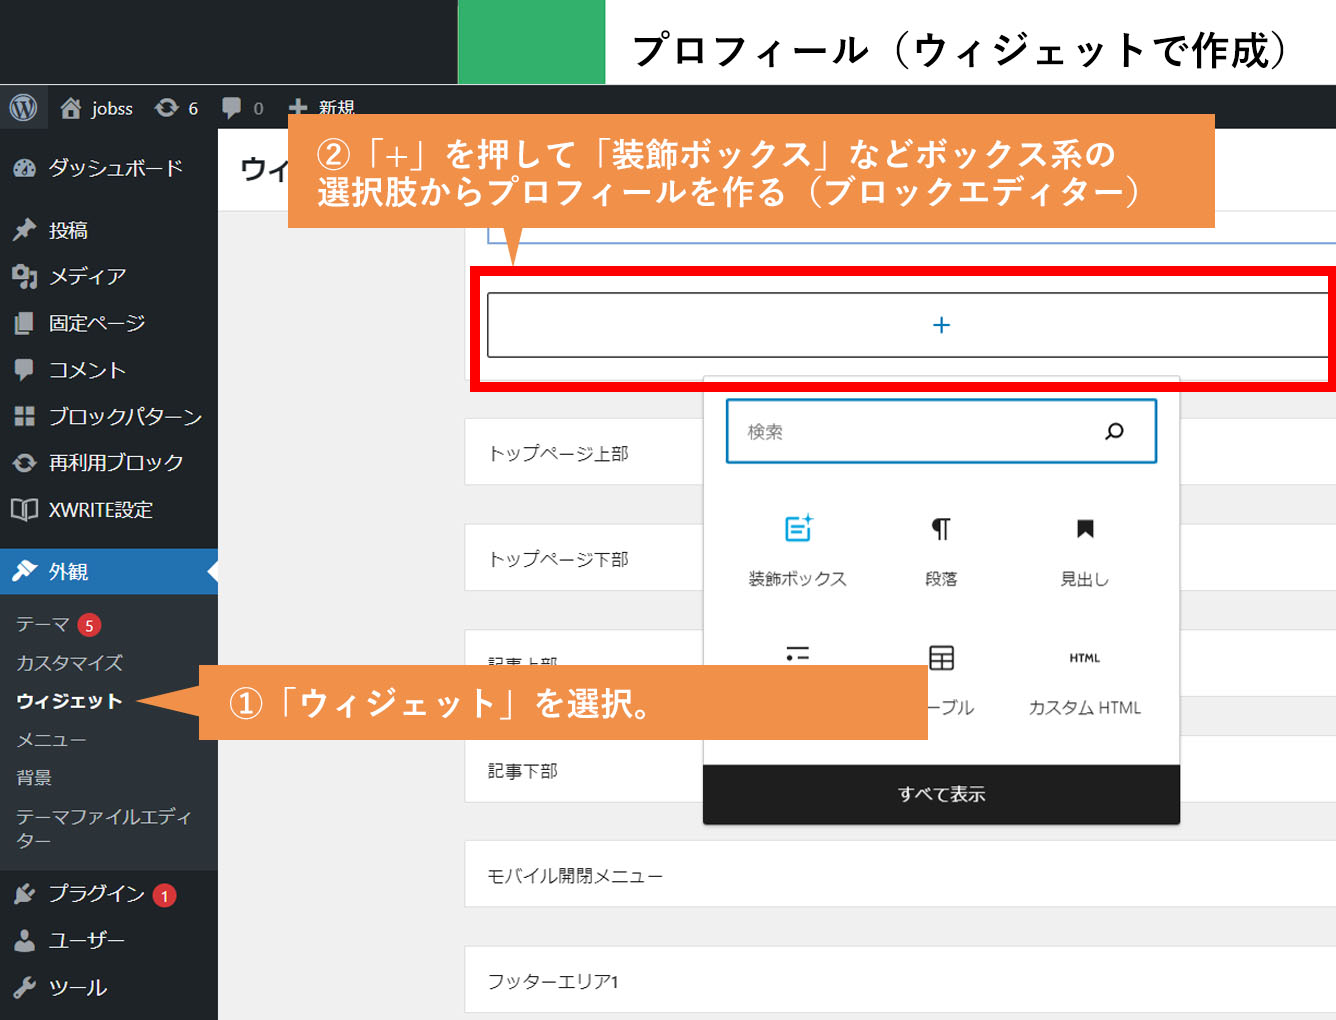 プロフィール（ウィジェットで作成）
jobss 6 0 新規
ウィ
②「+」を押して「装飾ボックス」などボックス系の
選択肢からプロフィールを作る（ブロックエディター）
ダッシュボード
投稿
メディア
固定ページ
コメント
ブロックパターン
再利用ブロック
XWRITE設定
外観
テーマ 5
カスタマイズ
ウィジェット
メニュー
背景
テーマファイルエディ
ター
プラグイン 1
ユーザー
ツール
①「ウィジェット」を選択。
+
検索
装飾ボックス
段落
見出し
HTML
ーブル
カスタム HTML
すべて表示
トップページ上部
トップページ下部
記事上部
記事下部
モバイル開閉メニュー
フッターエリア1